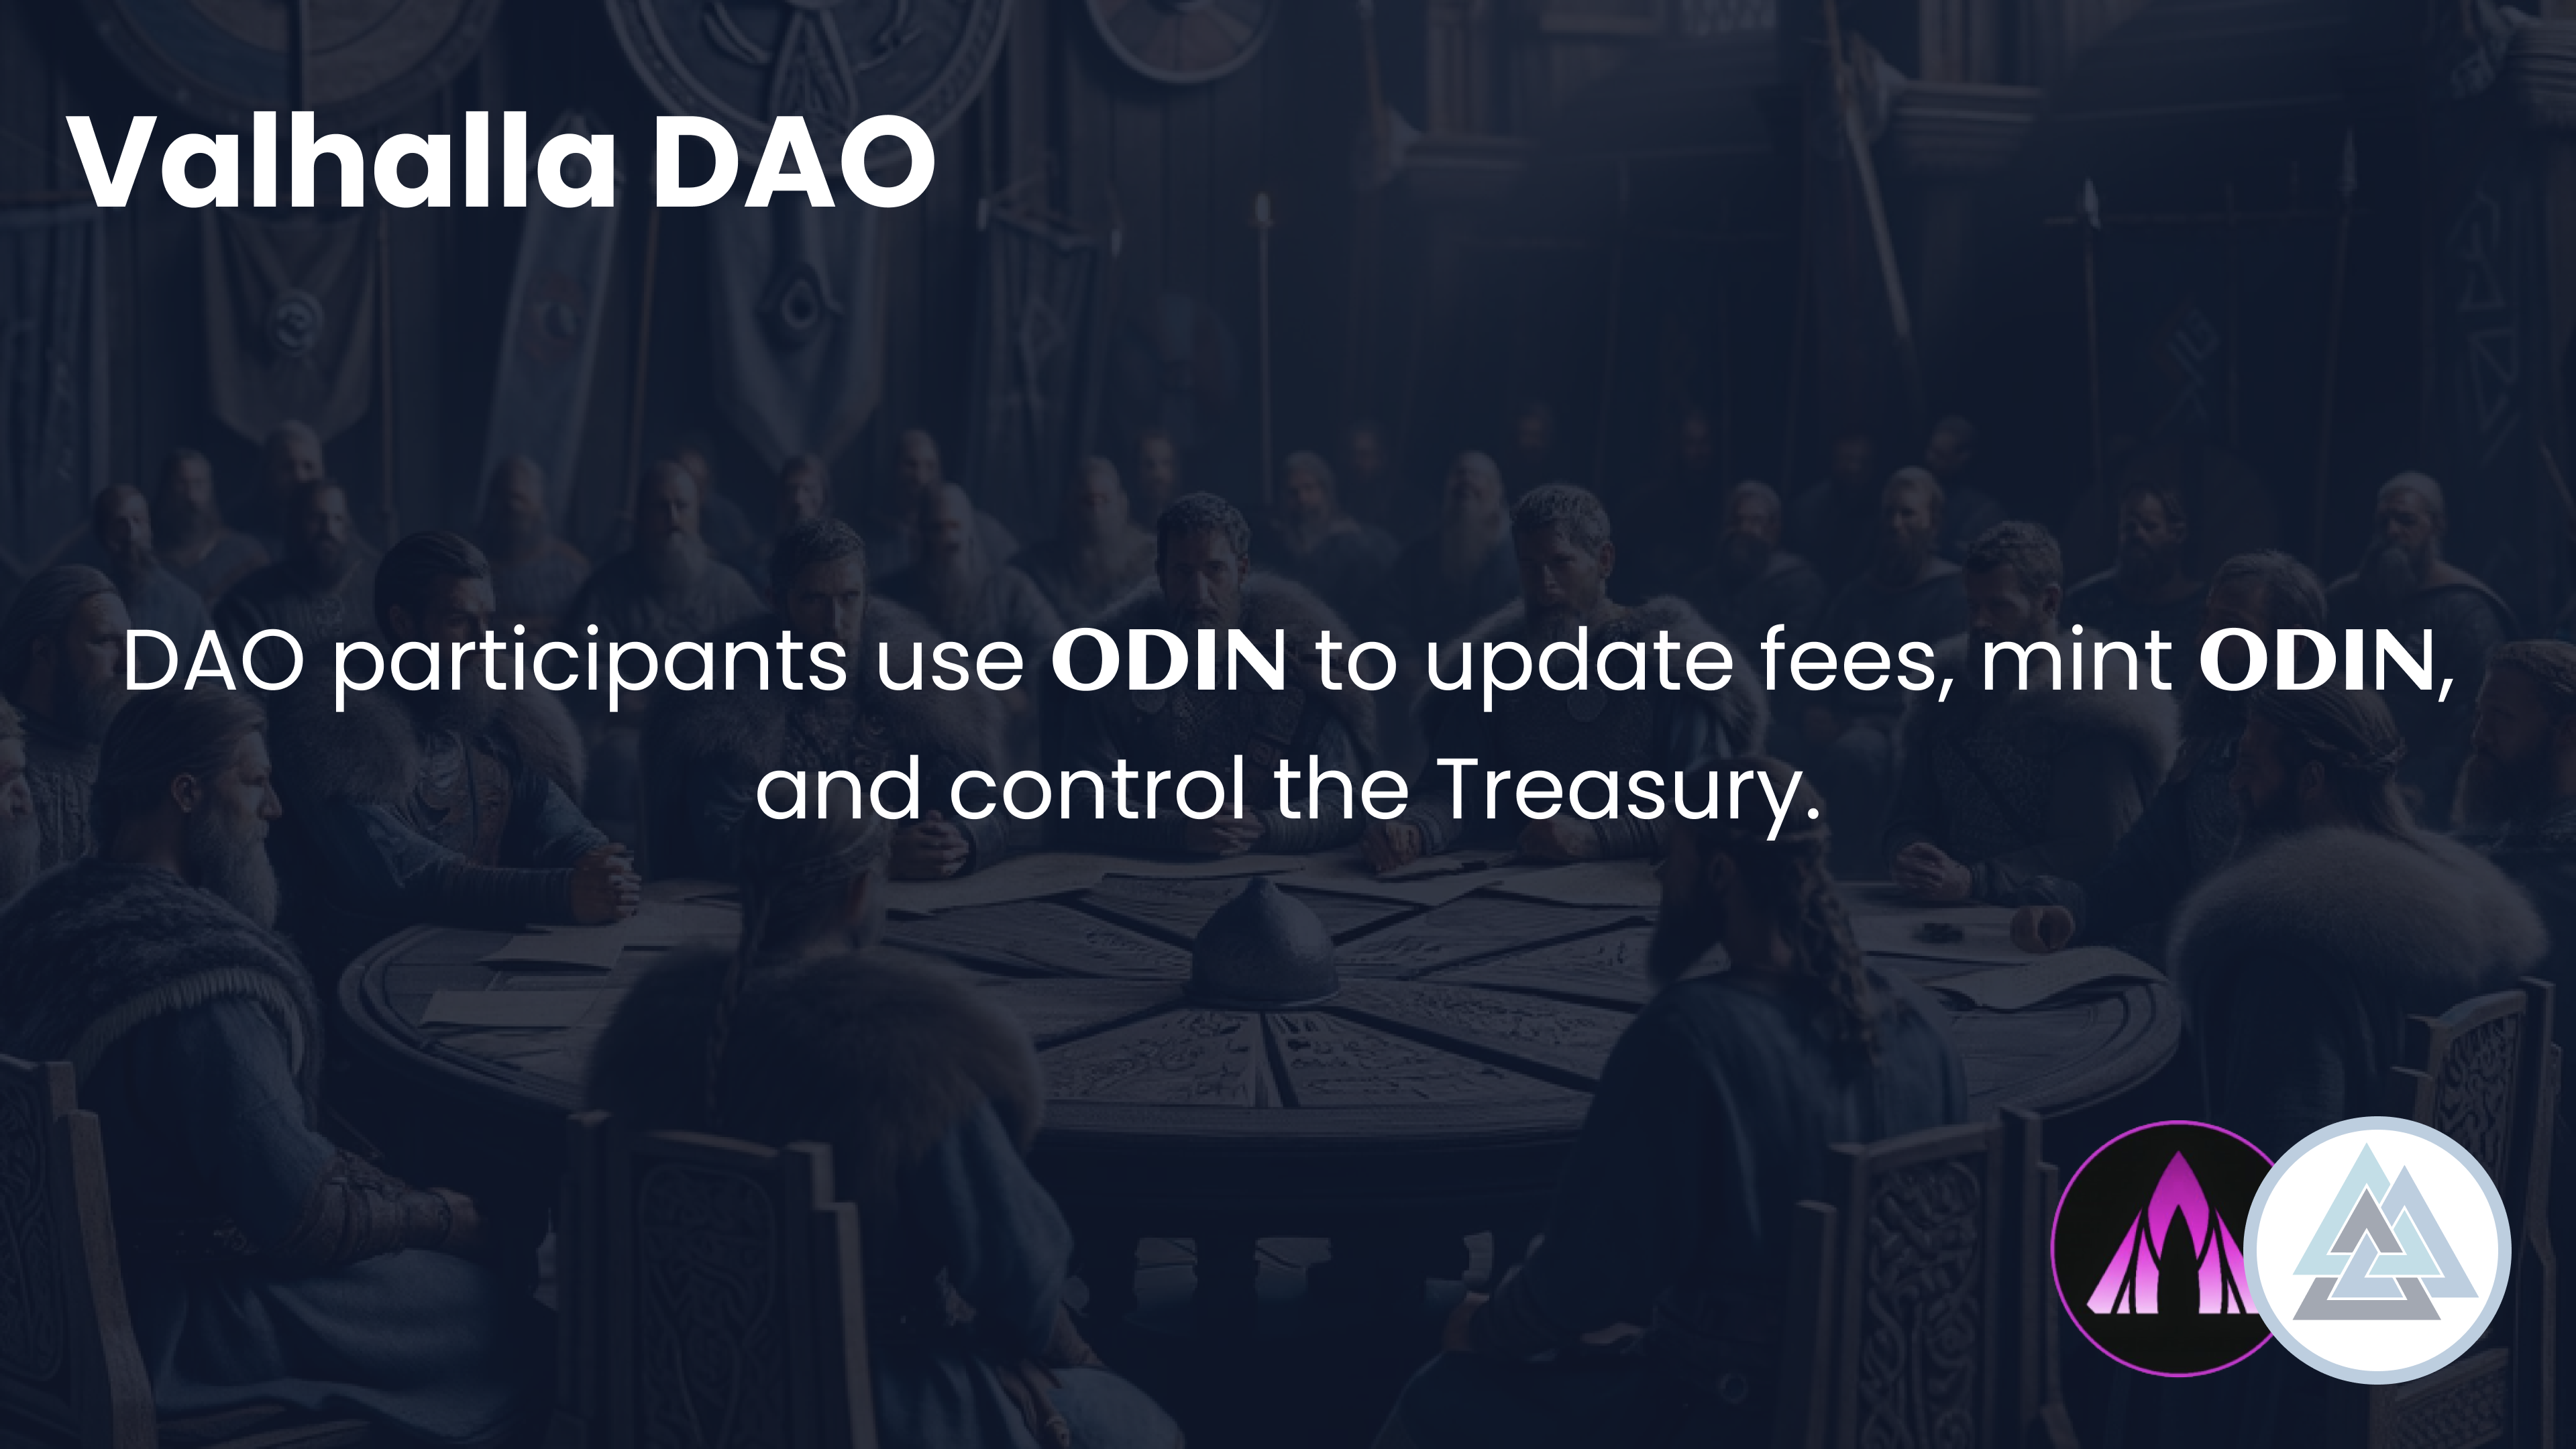 Valhalla DAO
DAO participants use ODIN to update fees, mint ODIN,
and control the Treasury.